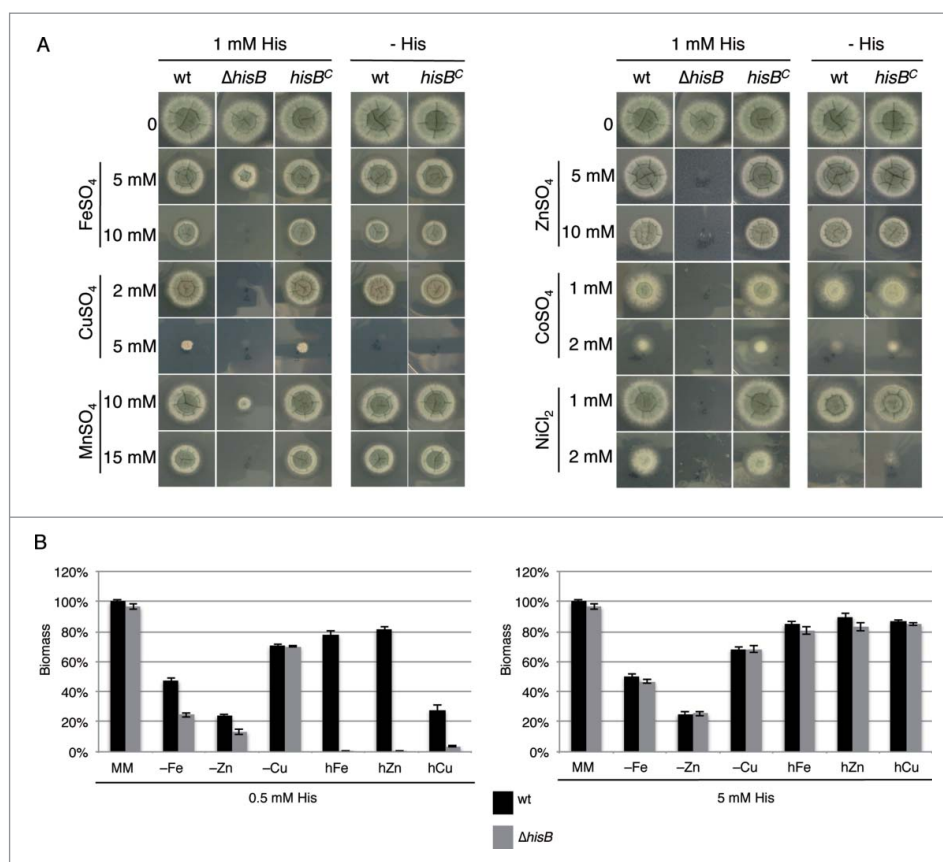 A
1 mM His
- His
wt
ΔhisB
hisBᶜ
wt
hisBᶜ
0
FeSO₄
5 mM
10 mM
CuSO₄
2 mM
5 mM
MnSO₄
10 mM
15 mM
1 mM His
- His
wt
ΔhisB
hisBᶜ
wt
hisBᶜ
0
ZnSO₄
5 mM
10 mM
CoSO₄
1 mM
2 mM
NiCl₂
1 mM
2 mM
B
Biomass
120%
100%
80%
60%
40%
20%
0%
MM –Fe –Zn –Cu hFe hZn hCu
0.5 mM His
Biomass
120%
100%
80%
60%
40%
20%
0%
MM –Fe –Zn –Cu hFe hZn hCu
5 mM His
wt
ΔhisB